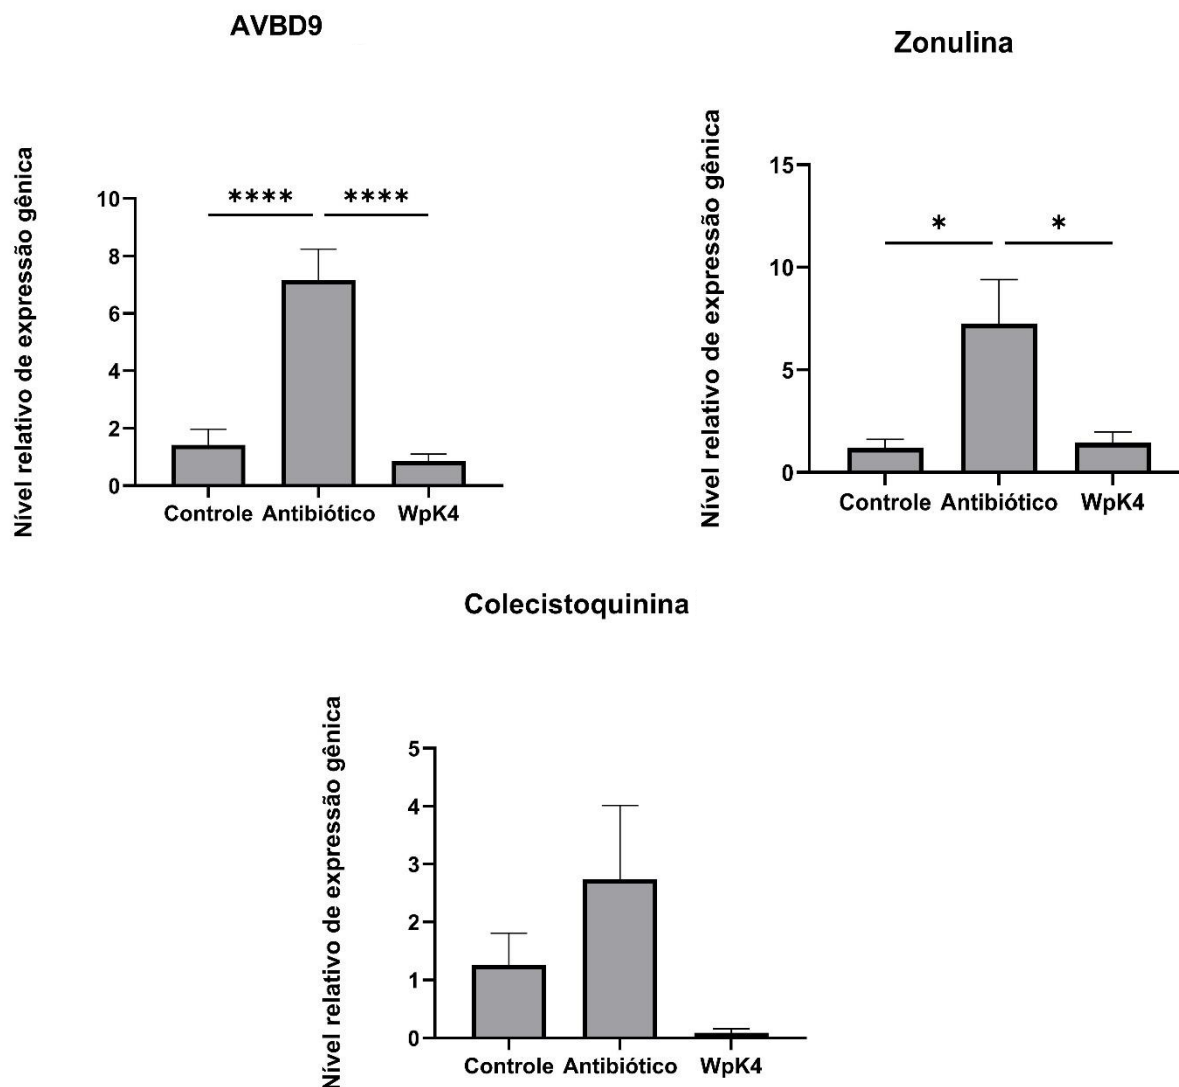 AVBD9
Nível relativo de expressão gênica
10
8
6
4
2
0
**** ****
Controle Antibiótico WpK4
Zonulina
Nível relativo de expressão gênica
15
10
5
0
* *
Controle Antibiótico WpK4
Colecistoquinina
Nível relativo de expressão gênica
5
4
3
2
1
0
Controle Antibiótico WpK4